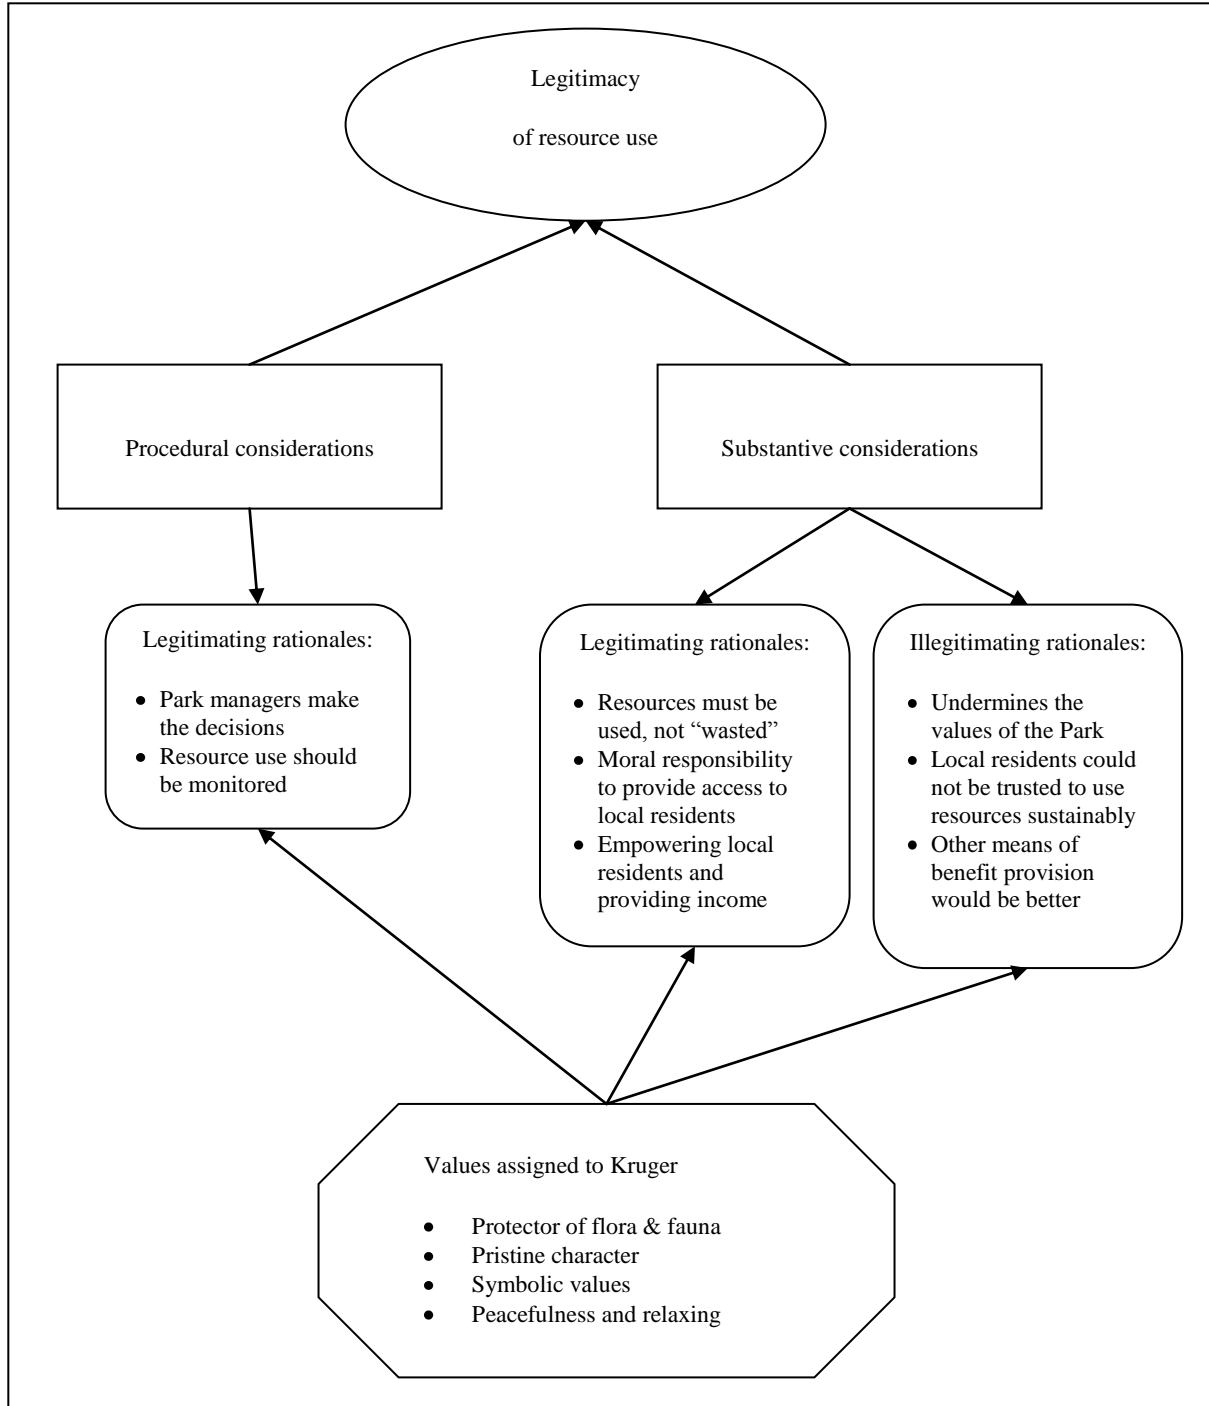 Legitimacy
of resource use
Procedural considerations
Substantive considerations
Legitimating rationales:
• Park managers make
the decisions
• Resource use should
be monitored
Legitimating rationales:
• Resources must be
used, not “wasted”
• Moral responsibility
to provide access to
local residents
• Empowering local
residents and
providing income
Illegitimating rationales:
• Undermines the
values of the Park
• Local residents could
not be trusted to use
resources sustainably
• Other means of
benefit provision
would be better
Values assigned to Kruger
• Protector of flora & fauna
• Pristine character
• Symbolic values
• Peacefulness and relaxing